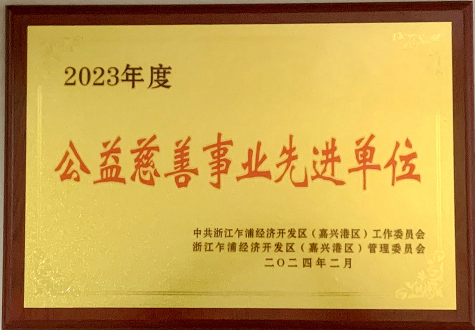 2023年度
公益慈善事业先进单位
中共浙江乍浦经济开发区（嘉兴港区）工作委员会
浙江乍浦经济开发区（嘉兴港区）管理委员会
二〇二四年二月